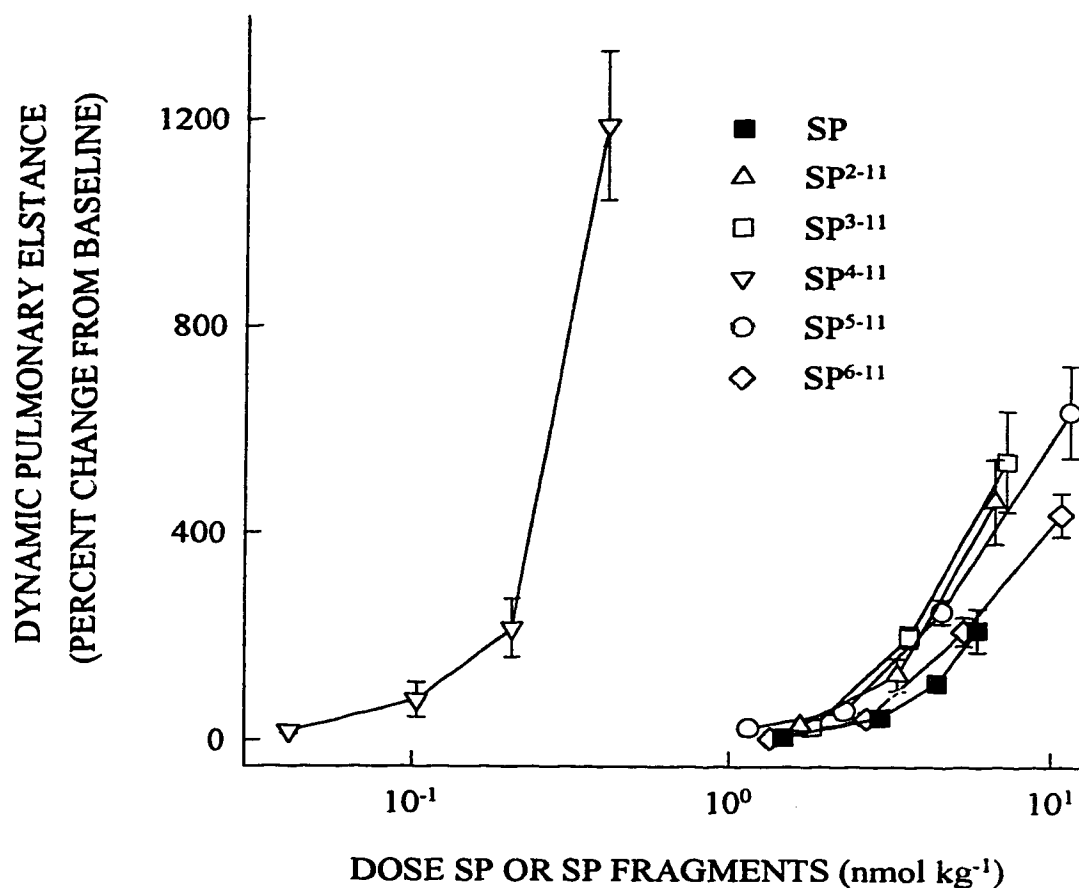 DYNAMIC PULMONARY ELSTANCE
(PERCENT CHANGE FROM BASELINE)
1200
800
400
0
SP
SP2-11
SP3-11
SP4-11
SP5-11
SP6-11
10-1
100
101
DOSE SP OR SP FRAGMENTS (nmol kg-1)